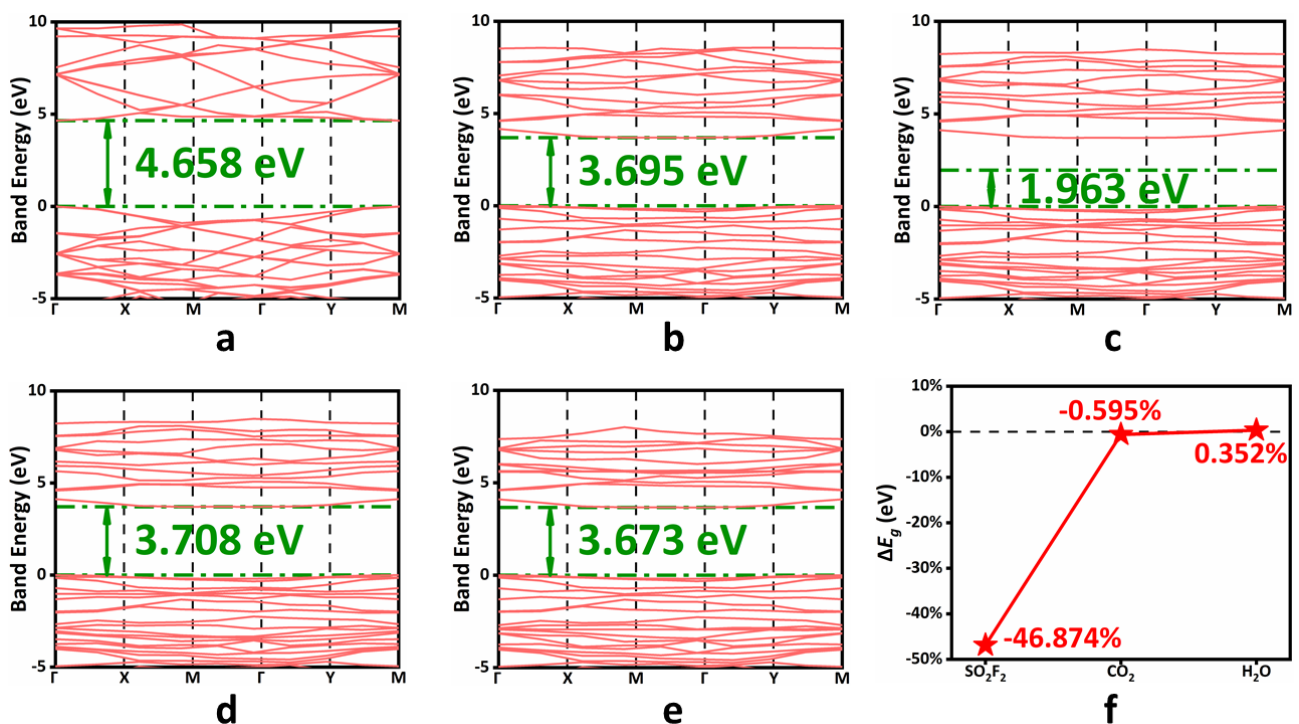 10
5
0
-5
Band Energy (eV)
4.658 eV
Γ X M Γ Y M
a
10
5
0
-5
Band Energy (eV)
3.695 eV
Γ X M Γ Y M
b
10
5
0
-5
Band Energy (eV)
1.963 eV
Γ X M Γ Y M
c
10
5
0
-5
Band Energy (eV)
3.708 eV
Γ X M Γ Y M
d
10
5
0
-5
Band Energy (eV)
3.673 eV
Γ X M Γ Y M
e
10%
0%
-10%
-20%
-30%
-40%
-50%
ΔEg (eV)
-0.595%
0.352%
-46.874%
SO₂F₂ CO₂ H₂O
f